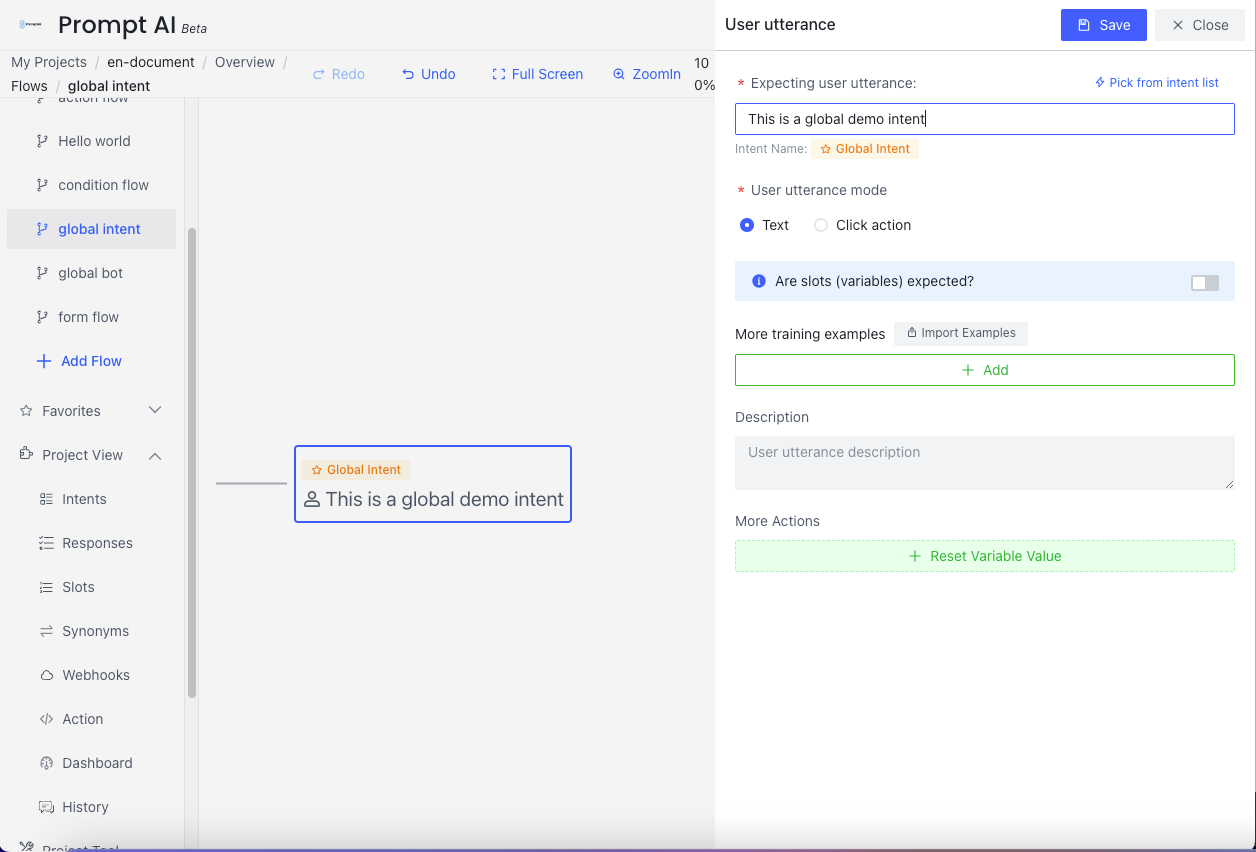 Prompt AI Beta
My Projects / en-document / Overview /
Flows / global intent
Redo
Undo
Full Screen
ZoomIn
10
0%
action flow
Hello world
condition flow
global intent
global bot
form flow
Add Flow
Favorites
Project View
Intents
Responses
Slots
Synonyms
Webhooks
Action
Dashboard
History
Project Tool
Global Intent
This is a global demo intent
User utterance
Save
Close
* Expecting user utterance:
Pick from intent list
This is a global demo intent
Intent Name: Global Intent
* User utterance mode
Text
Click action
Are slots (variables) expected?
More training examples
Import Examples
Add
Description
User utterance description
More Actions
Reset Variable Value